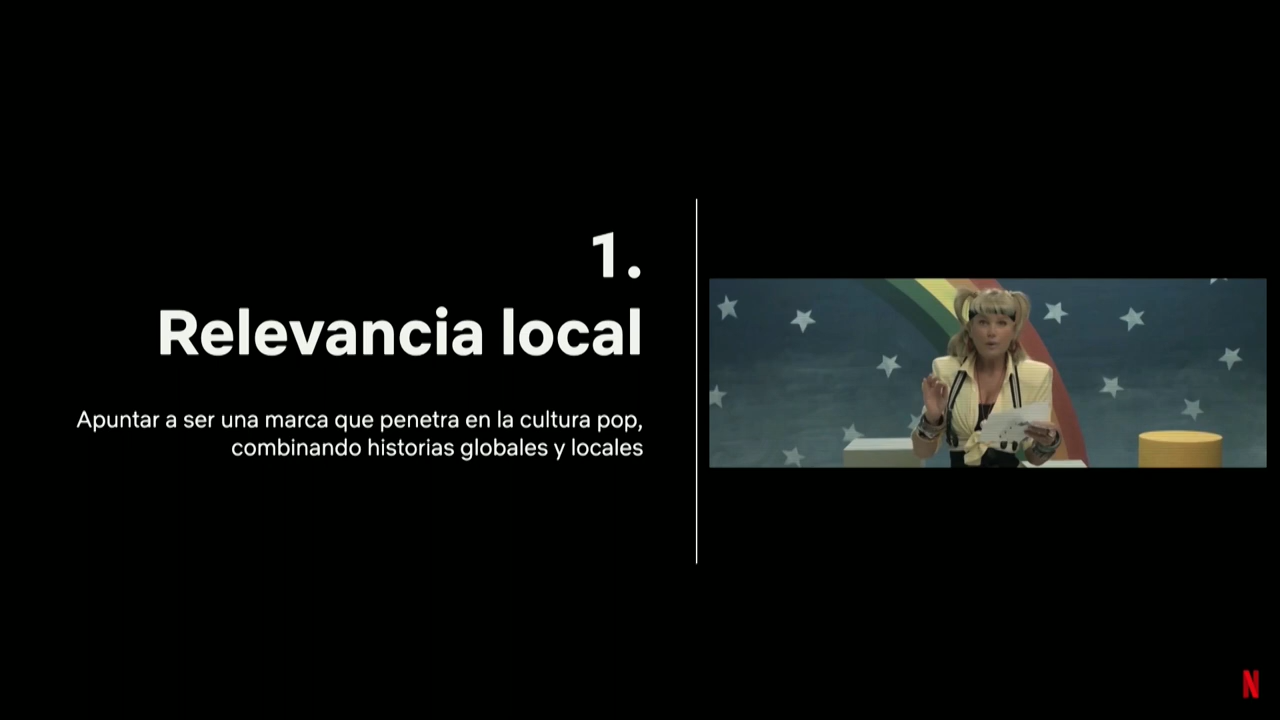 1.
Relevancia local
Apuntar a ser una marca que penetra en la cultura pop,
combinando historias globales y locales
N